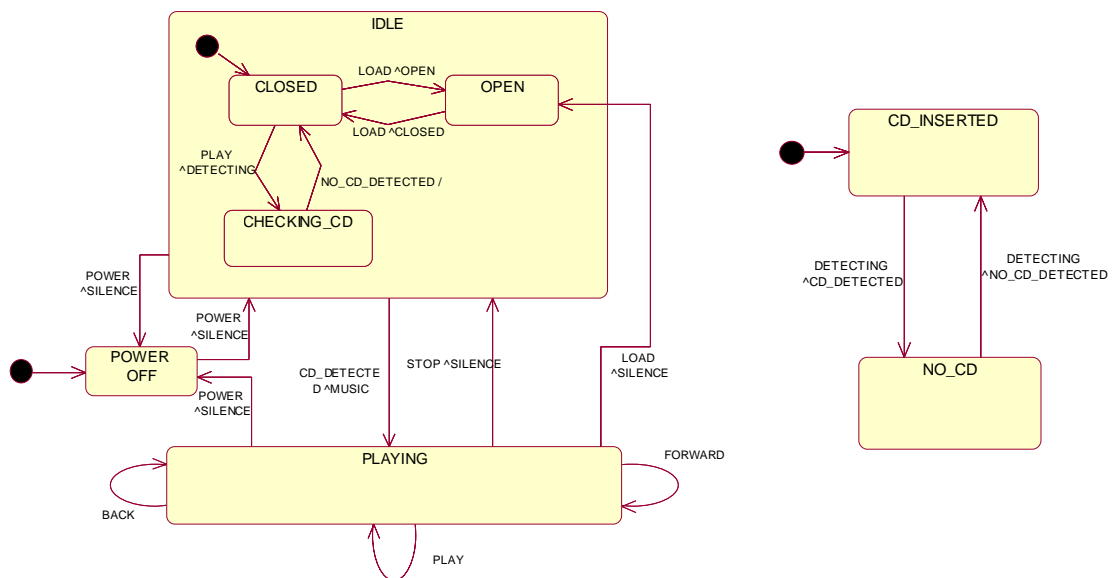 IDLE
CLOSED
LOAD ^OPEN
OPEN
LOAD ^CLOSED
PLAY
^DETECTING
NO_CD_DETECTED /
CHECKING_CD
POWER
^SILENCE
POWER
^SILENCE
POWER
OFF
POWER
^SILENCE
CD_DETECTE
D ^MUSIC
STOP ^SILENCE
LOAD
^SILENCE
PLAYING
BACK
FORWARD
PLAY
CD_INSERTED
DETECTING
^CD_DETECTED
DETECTING
^NO_CD_DETECTED
NO_CD